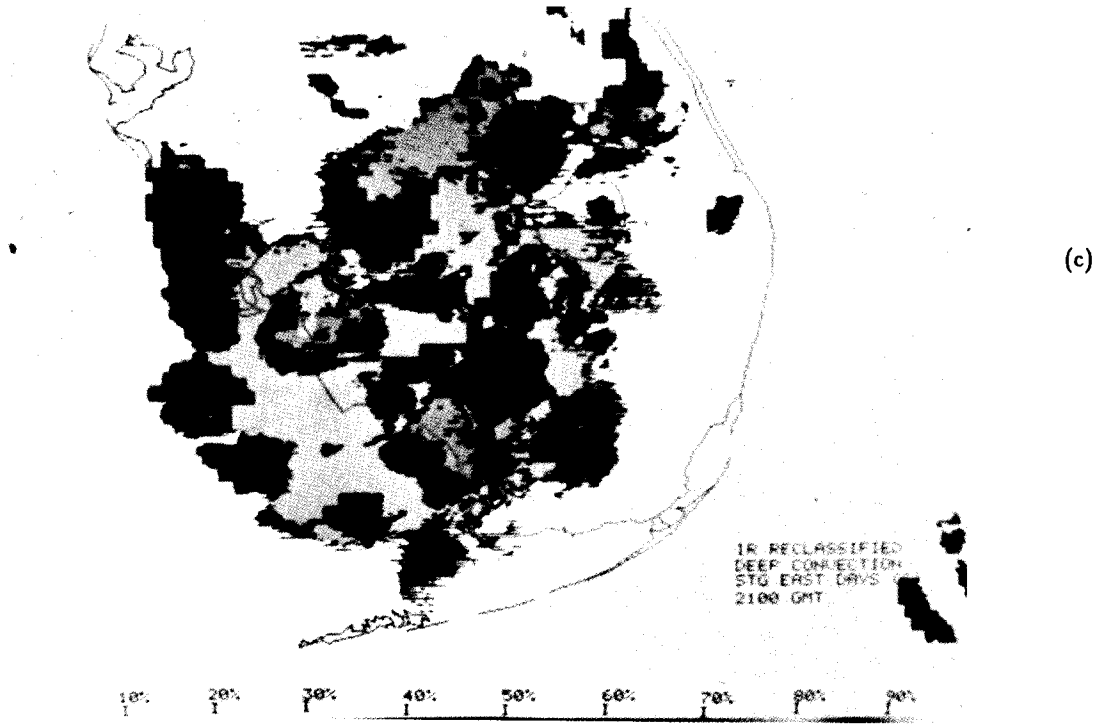 (c)
IR RECLASSIFIED
DEEP CONVECTION
STG EAST DAYS
2100 GMT
10% 20% 30% 40% 50% 60% 70% 80% 90%